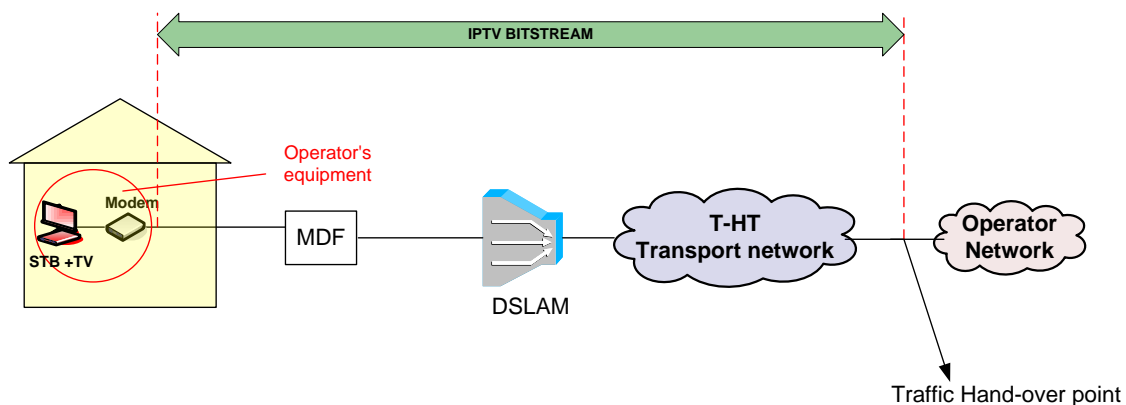 IPTV BITSTREAM
Operator's
equipment
Modem
STB +TV
MDF
DSLAM
T-HT
Transport network
Operator
Network
Traffic Hand-over point